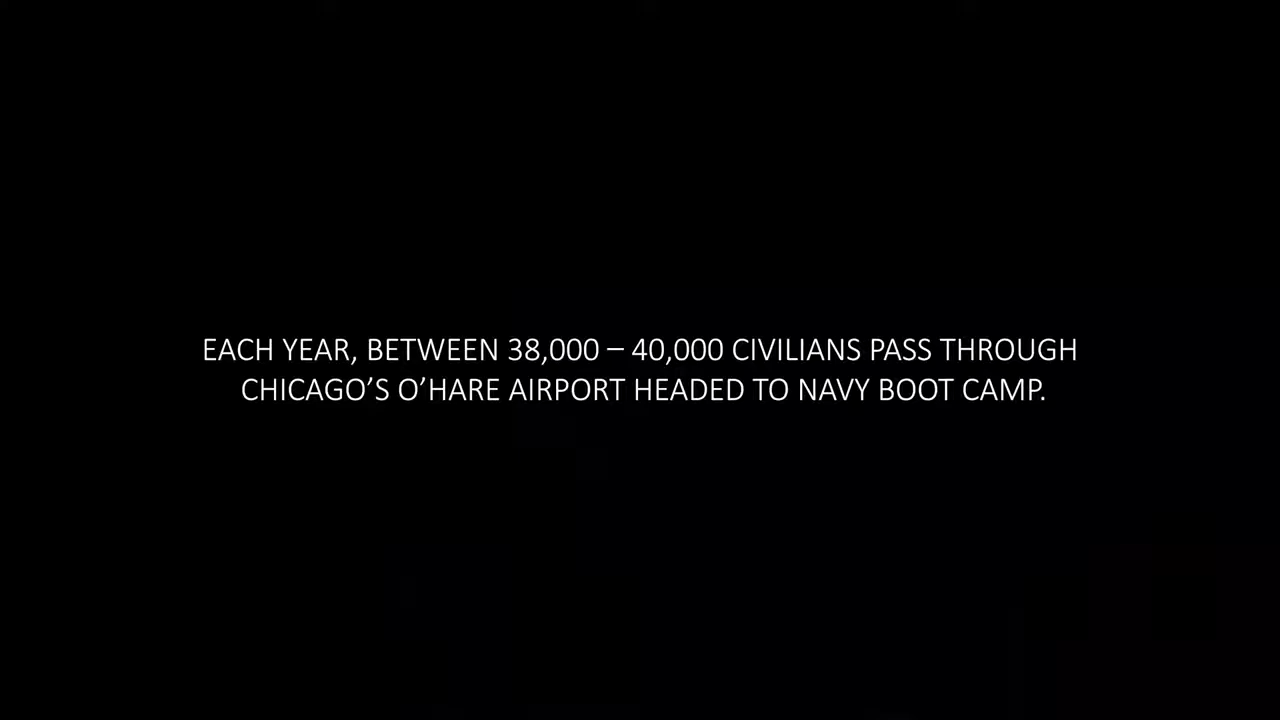 EACH YEAR, BETWEEN 38,000 – 40,000 CIVILIANS PASS THROUGH
CHICAGO’S O’HARE AIRPORT HEADED TO NAVY BOOT CAMP.